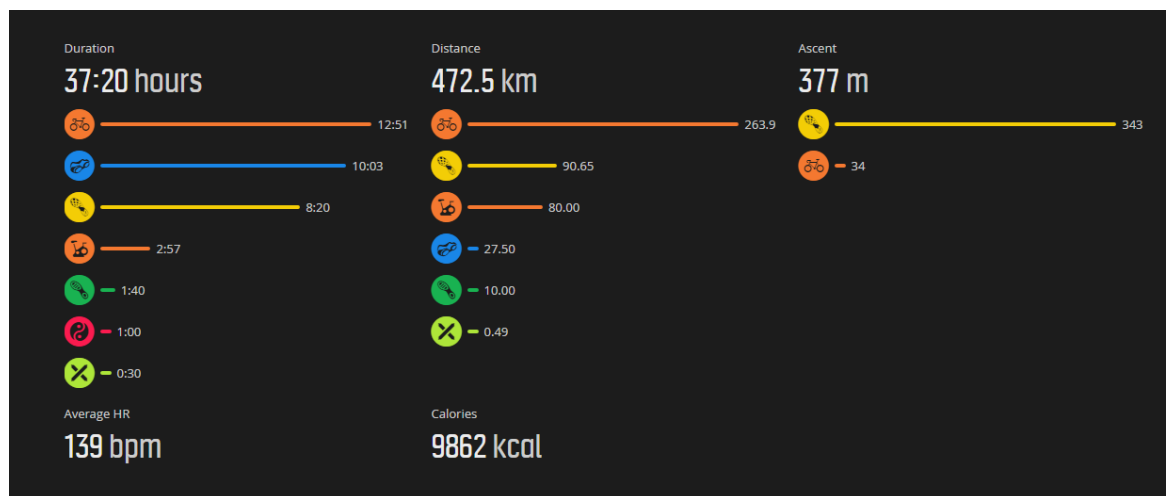 Duration
37:20 hours
12:51
10:03
8:20
2:57
1:40
1:00
0:30
Distance
472.5 km
263.9
90.65
80.00
27.50
10.00
0.49
Ascent
377 m
343
34
Average HR
139 bpm
Calories
9862 kcal